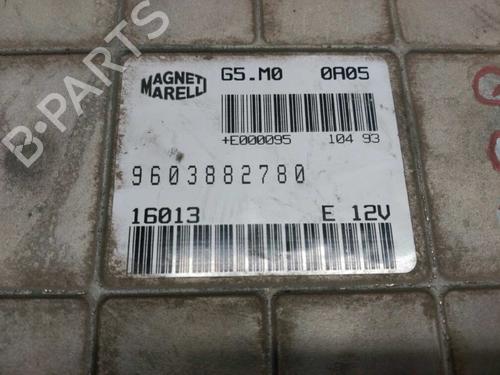 MAGNETI
MARELLI
G5.M0 0A05
+E000095 104 93
9603882780
16013 E 12V
B-PARTS